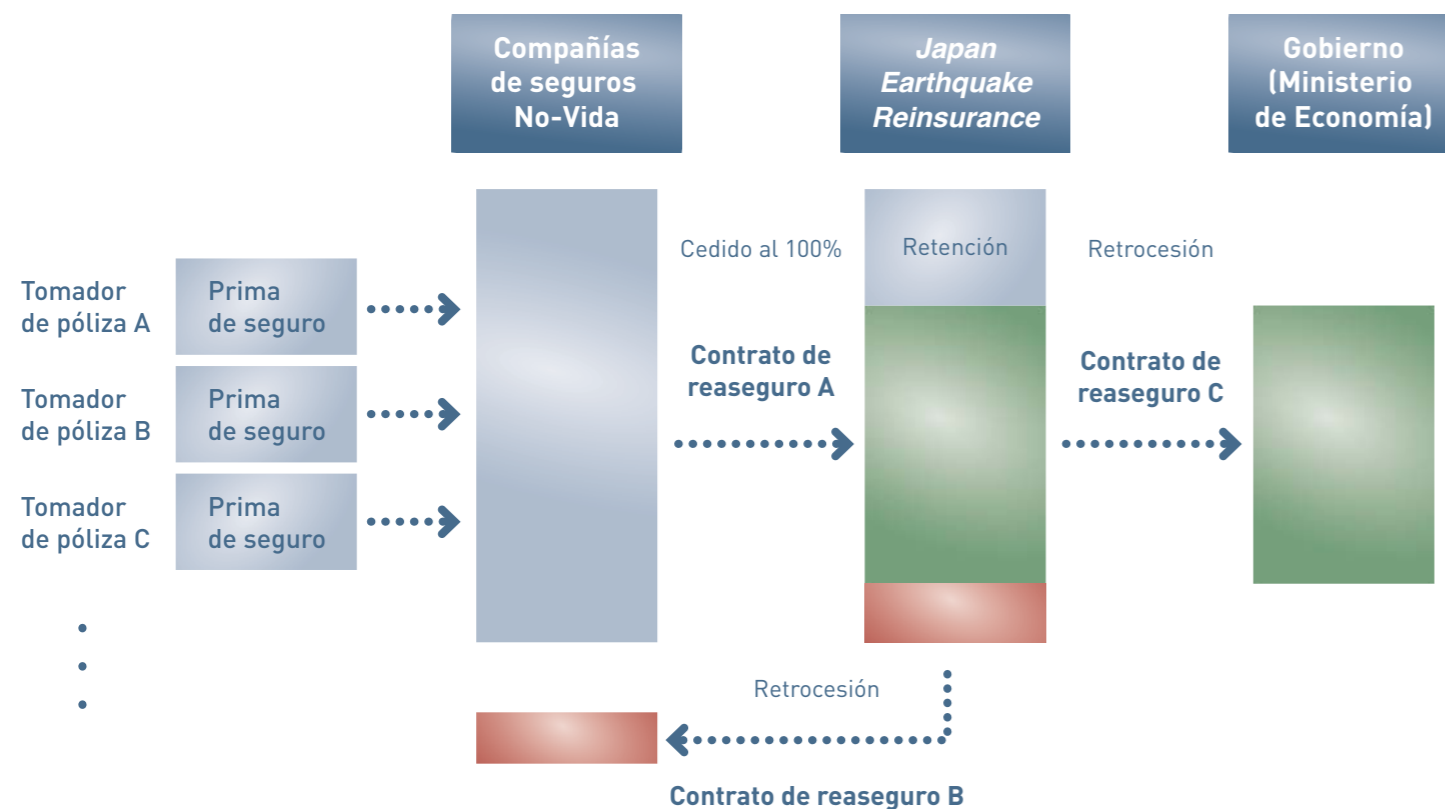 Compañías
de seguros
No-Vida
Japan
Earthquake
Reinsurance
Gobierno
(Ministerio
de Economía)
Cedido al 100%
Retención
Retrocesión
Tomador
de póliza A
Prima
de seguro
Contrato de
reaseguro A
Contrato de
reaseguro C
Tomador
de póliza B
Prima
de seguro
Tomador
de póliza C
Prima
de seguro
Retrocesión
Contrato de reaseguro B